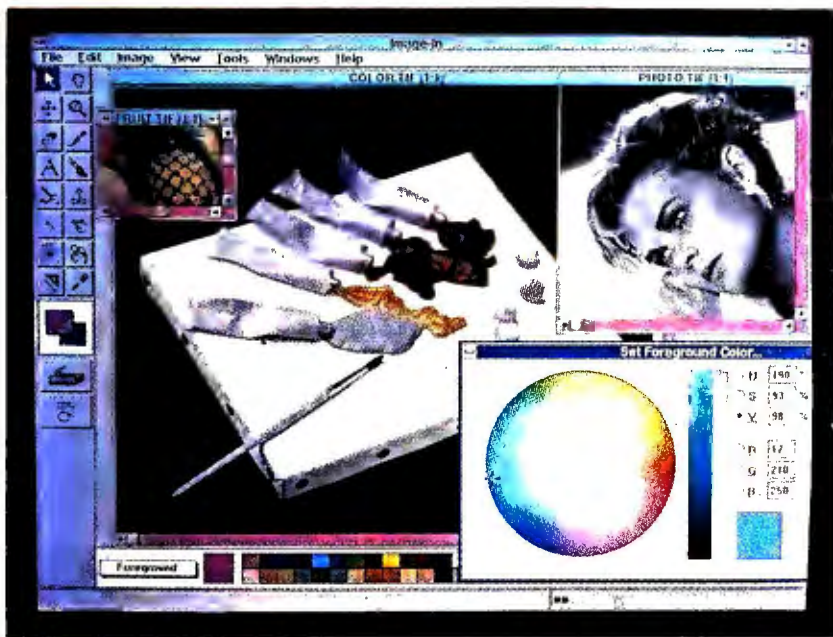 Image-In
File Edit Image View Tools Windows Help
COLOR.TIF (1:1)
PHOTO.TIF (1:1)
Set Foreground Color...
H 190 °
S 93 %
V 98 %
R 17
G 210
B 250
Foreground